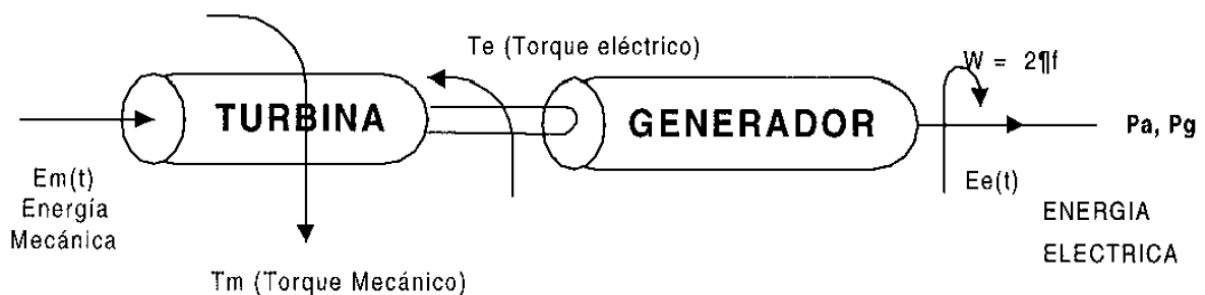 Te (Torque eléctrico)
W = 2¶f
TURBINA
GENERADOR
Pa, Pg
Em(t)
Energía
Mecánica
Ee(t)
ENERGIA
ELECTRICA
Tm (Torque Mecánico)